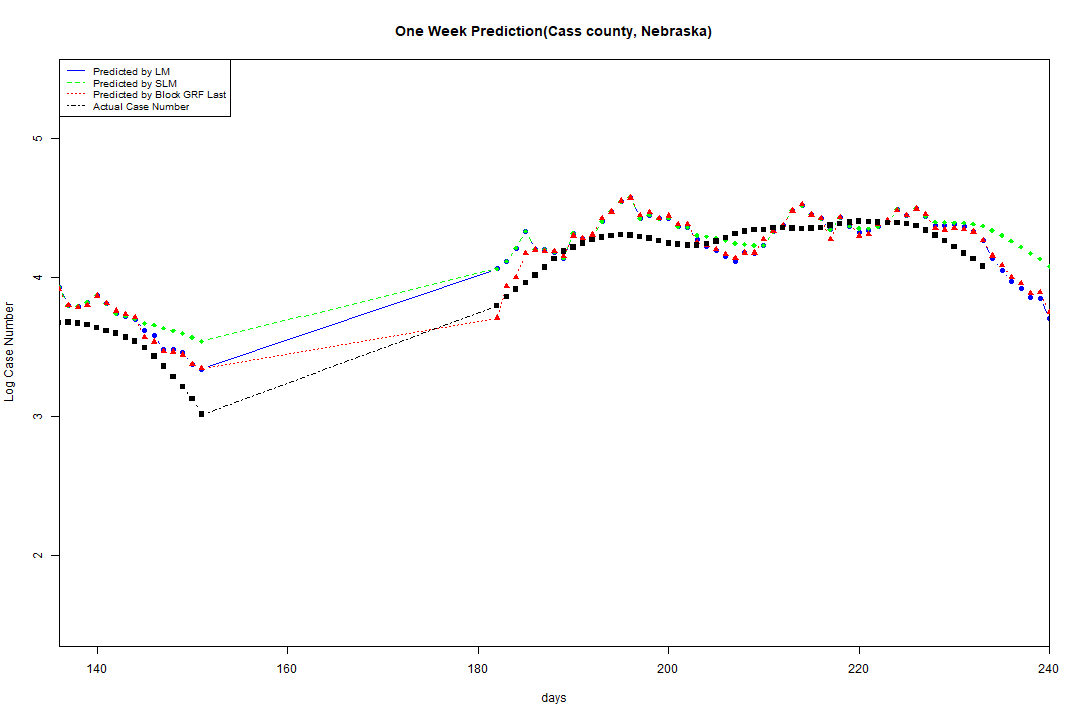 One Week Prediction(Cass county, Nebraska)
Predicted by LM
Predicted by SLM
Predicted by Block GRF Last
Actual Case Number
5
4
3
2
Log Case Number
140 160 180 200 220 240
days